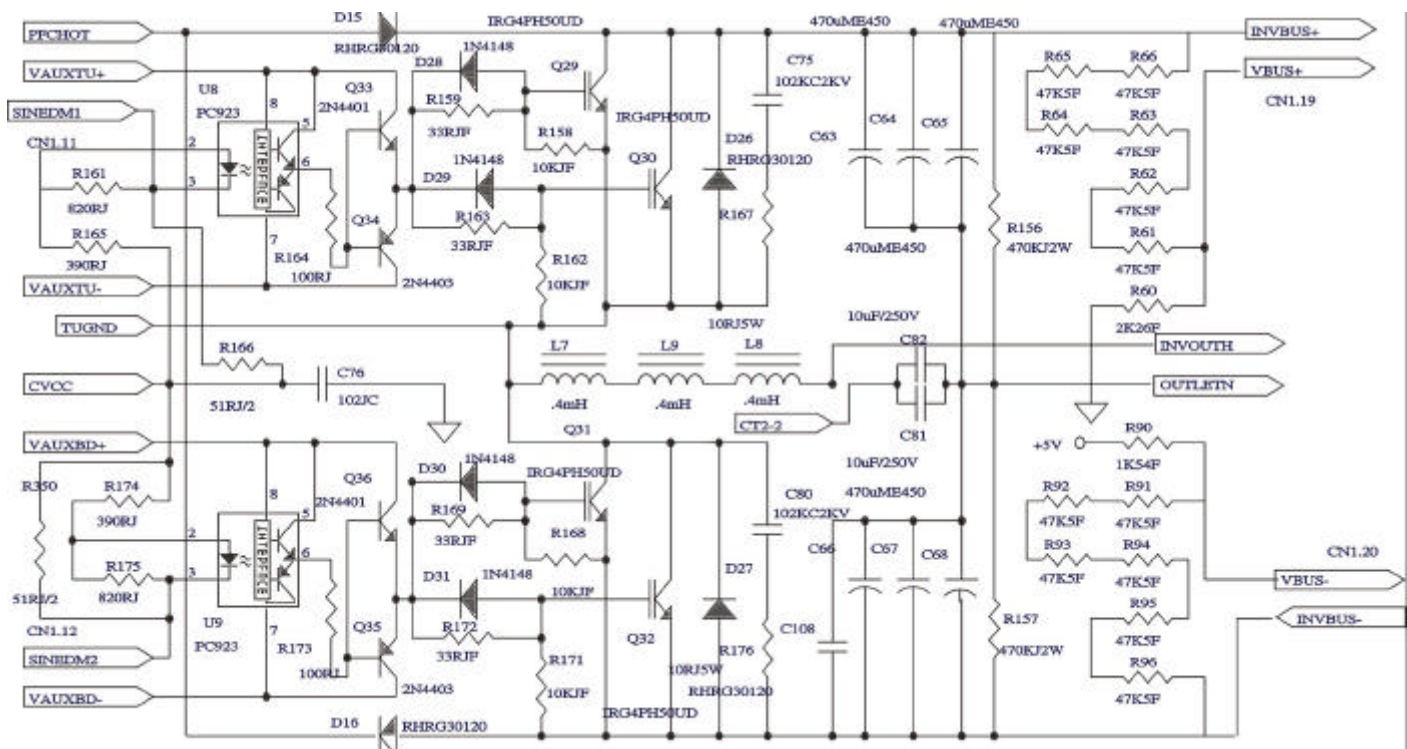 D15
IRG4PH50UD
470uME450
470uME450
PFCHOT
INVBUS+
RHRG30120
1N4148
R65
R66
VAUXTU+
D28
Q29
C75
VBUS+
U8
Q33
102KC2KV
47K5F
47K5F
8
PC923
2N4401
R159
CN1.19
SINEDM1
5
33RJF
R158
IRG4PH50UD
C63
C64
C65
R64
R63
D26
CN1.11
2
6
1N4148
10KJF
Q30
RHRG30120
47K5F
47K5F
R161
3
D29
R62
820RJ
Q34
R163
R167
47K5F
R165
7
R164
33RJF
470uME450
R156
R61
390RJ
100RJ
2N4403
R162
470KJ2W
47K5F
VAUXTU-
10KJF
R60
10RJ5W
10uF/250V
2K26F
TUGND
L7
L9
L8
C82
INVOUTH
R166
CVCC
C76
OUTLETN
51RJ/2
102JC
.4mH
.4mH
.4mH
CT2-2
C81
Q31
R90
VAUXBD+
+5V
1N4148
10uF/250V
1K54F
D30
IRG4PH50UD
R350
R174
8
Q36
C80
470uME450
R92
R91
2N4401
R169
102KC2KV
390RJ
5
33RJF
R168
47K5F
47K5F
2
PC923
6
C66
C67
C68
R93
R94
CN1.20
R175
3
D31
1N4148
D27
47K5F
47K5F
VBUS-
51RJ/2
820RJ
10KJF
R95
CN1.12
U9
7
R173
Q35
R172
Q32
C108
R157
INVBUS-
PC923
33RJF
R176
47K5F
SINEDM2
100RJ
R171
10RJ5W
470KJ2W
R96
2N4403
10KJF
RHRG30120
47K5F
VAUXBD-
IRG4PH50UD
D16
RHRG30120